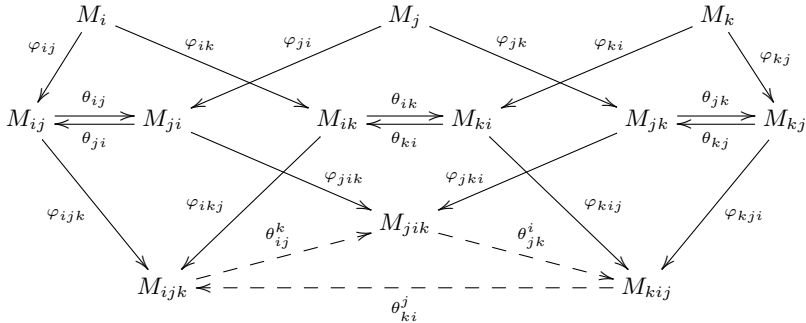 M_i M_j M_k
φ_{ij} φ_{ik} φ_{ji} φ_{jk} φ_{ki} φ_{kj}
θ_{ij} θ_{ik} θ_{jk}
M_{ij} M_{ji} M_{ik} M_{ki} M_{jk} M_{kj}
θ_{ji} θ_{ki} θ_{kj}
φ_{ijk} φ_{ikj} φ_{jik} φ_{jki} φ_{kij} φ_{kji}
M_{jik}
θ_{ij}^k θ_{jk}^i
M_{ijk} M_{kij}
θ_{ki}^j